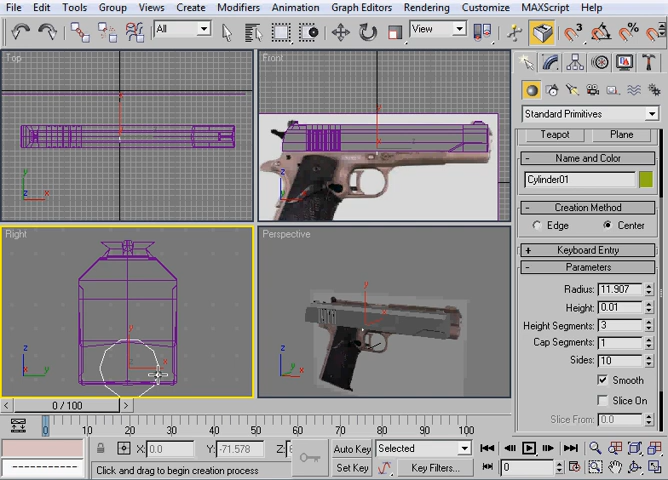 File Edit Tools Group Views Create Modifiers Animation Graph Editors Rendering Customize MAXScript Help
All
View
3
Top
Front
Right
Perspective
Standard Primitives
Teapot Plane
- Name and Color
Cylinder01
- Creation Method
Edge Center
+ Keyboard Entry
- Parameters
Radius: 11.907
Height: 0.01
Height Segments: 3
Cap Segments: 1
Sides: 10
Smooth
Slice On
Slice From: 0.0
< 0 / 100 >
0 10 20 30 40 50 60 70 80 90 100
X: 0.0 Y: -71.578 Z:
Auto Key Selected
Click and drag to begin creation process
Set Key Key Filters... 0